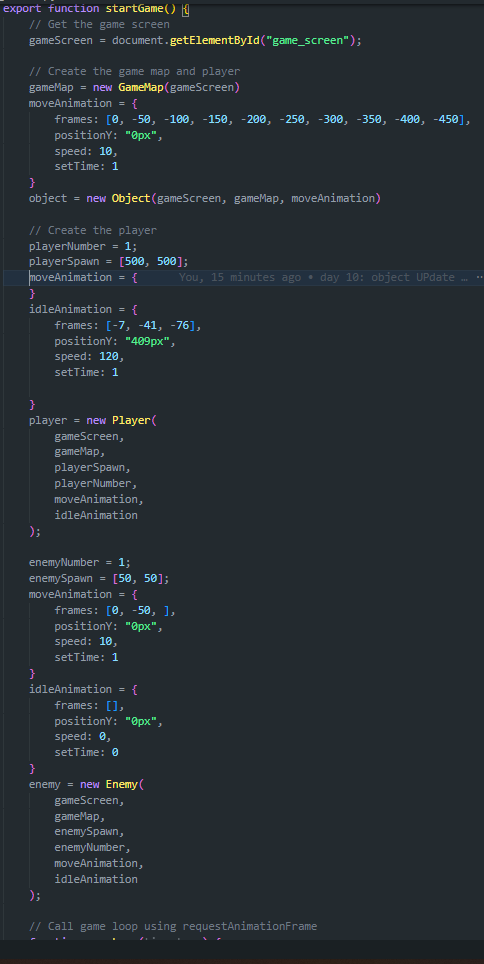 export function startGame() {
    // Get the game screen
    gameScreen = document.getElementById("game_screen");

    // Create the game map and player
    gameMap = new GameMap(gameScreen)
    moveAnimation = {
        frames: [0, -50, -100, -150, -200, -250, -300, -350, -400, -450],
        positionY: "0px",
        speed: 10,
        setTime: 1
    }
    object = new Object(gameScreen, gameMap, moveAnimation)

    // Create the player
    playerNumber = 1;
    playerSpawn = [500, 500];
    moveAnimation = {      You, 15 minutes ago • day 10: object UPdate …
    }
    idleAnimation = {
        frames: [-7, -41, -76],
        positionY: "409px",
        speed: 120,
        setTime: 1

    }
    player = new Player(
        gameScreen,
        gameMap,
        playerSpawn,
        playerNumber,
        moveAnimation,
        idleAnimation
    );

    enemyNumber = 1;
    enemySpawn = [50, 50];
    moveAnimation = {
        frames: [0, -50, ],
        positionY: "0px",
        speed: 10,
        setTime: 1
    }
    idleAnimation = {
        frames: [],
        positionY: "0px",
        speed: 0,
        setTime: 0
    }
    enemy = new Enemy(
        gameScreen,
        gameMap,
        enemySpawn,
        enemyNumber,
        moveAnimation,
        idleAnimation
    );

    // Call game loop using requestAnimationFrame